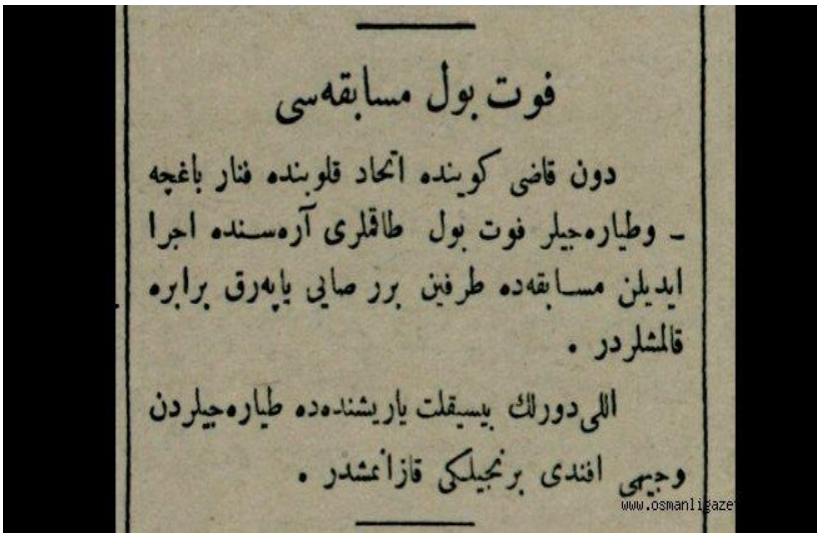 فوت بول مسابقه‌سی
دون قاضی کوینده اتحاد قلوبنده فنار باغچه
ـ وطیاره‌جیلر فوت بول طاقملری آره‌سنده اجرا
ایدیلن مسابقه‌ده طرفین برر صایی یاپه‌رق برابره
قالمشلردر .
اللی دورلك بیسیقلت یاریشنده‌ده طیاره‌جیلردن
وجیهی افندی برنجیلکی قازانمشدر .
www.osmanligaze